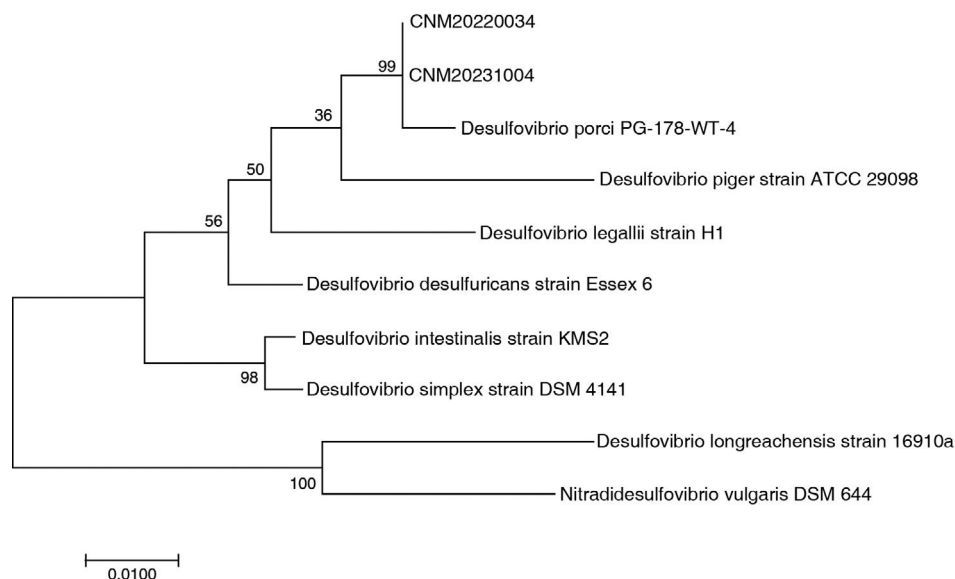 CNM20220034
99
CNM20231004
36
Desulfovibrio porci PG-178-WT-4
50
Desulfovibrio piger strain ATCC 29098
56
Desulfovibrio legallii strain H1
Desulfovibrio desulfuricans strain Essex 6
Desulfovibrio intestinalis strain KMS2
98
Desulfovibrio simplex strain DSM 4141
Desulfovibrio longreachensis strain 16910a
100
Nitradidesulfovibrio vulgaris DSM 644
0.0100